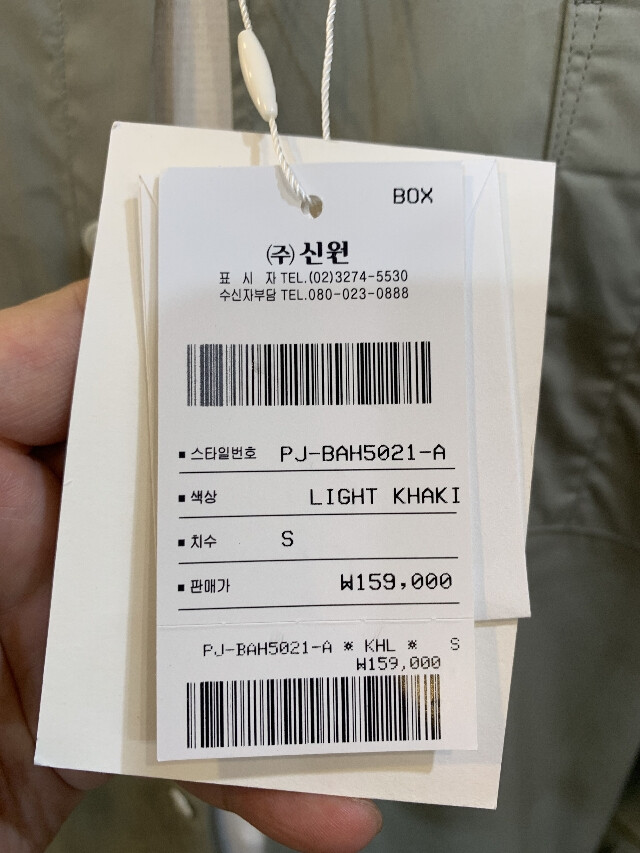 BOX
(주) 신원
표 시 자 TEL.(02)3274-5530
수신자부담 TEL.080-023-0888
▪ 스타일번호 PJ-BAH5021-A
▪ 색상 LIGHT KHAKI
▪ 치수 S
▪ 판매가 ₩159,000
PJ-BAH5021-A ※ KHL ※ S
₩159,000